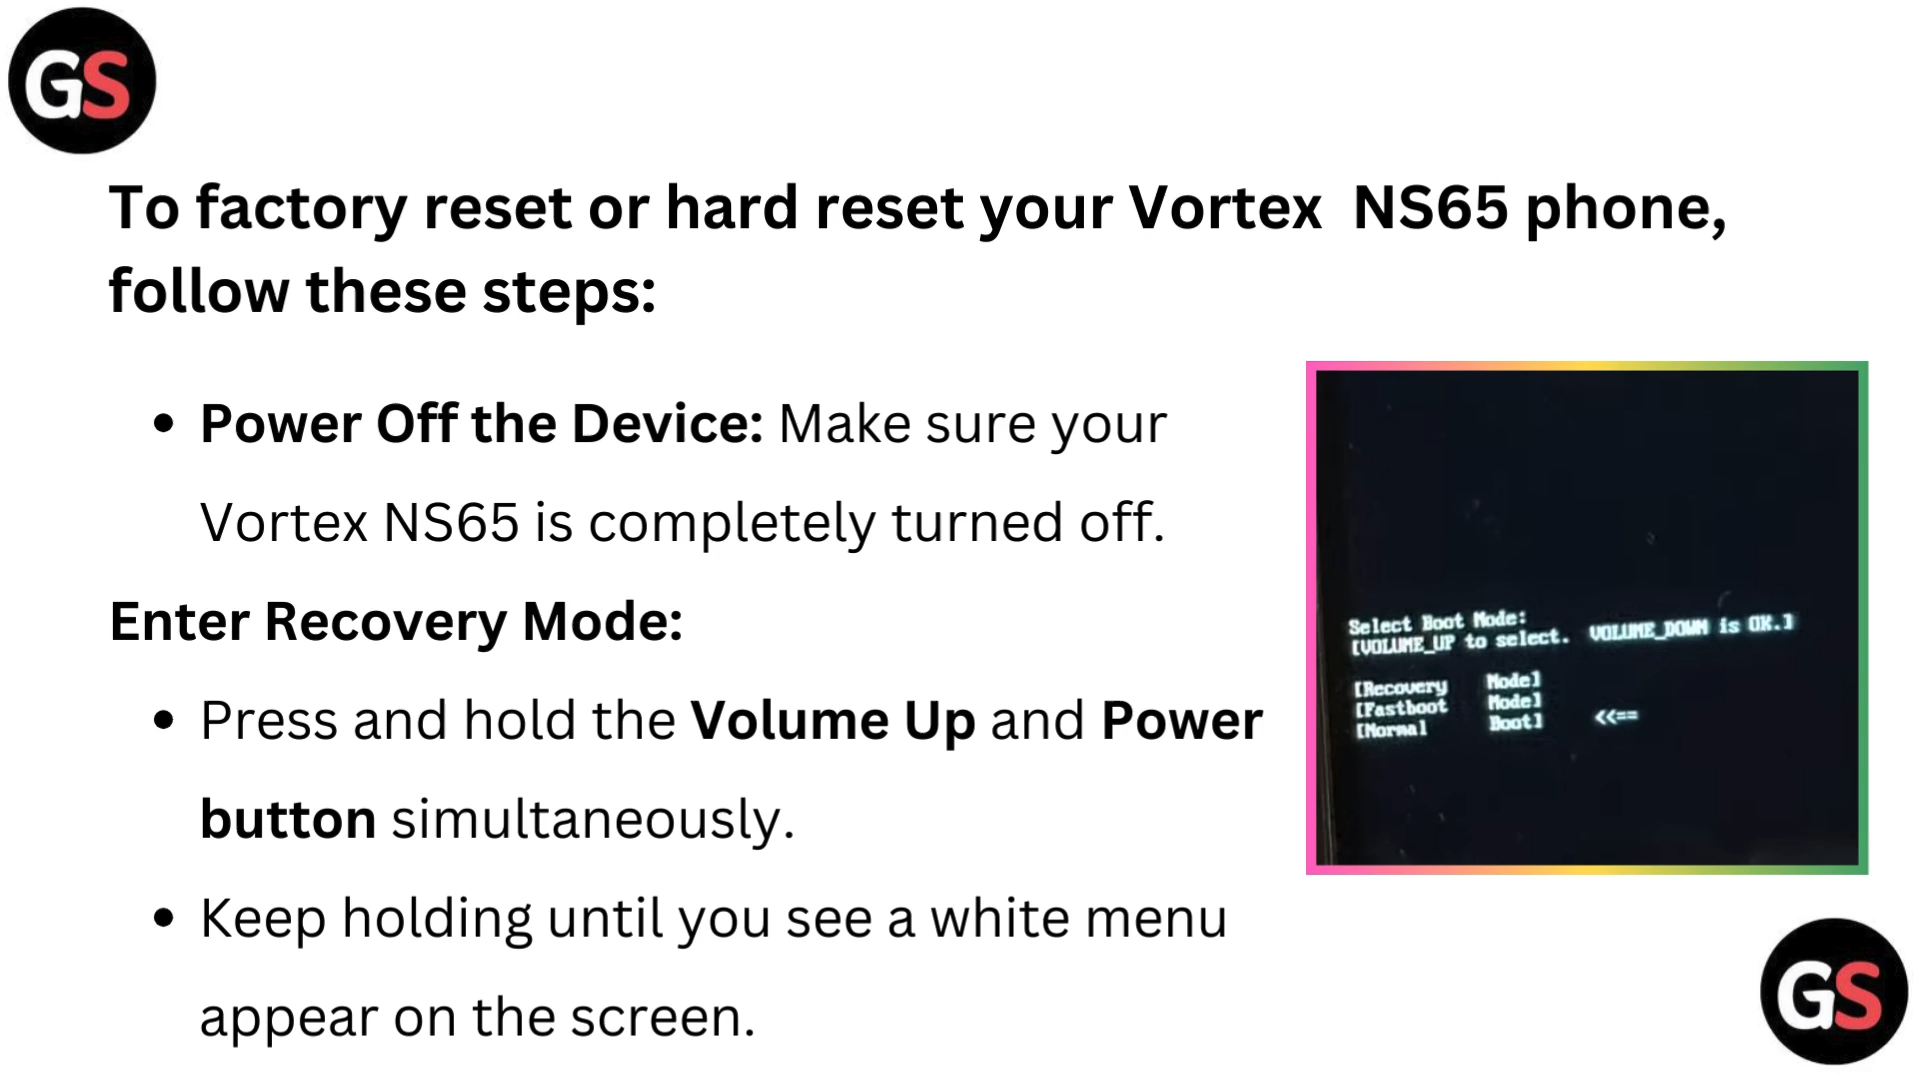 GS
To factory reset or hard reset your Vortex NS65 phone,
follow these steps:
• Power Off the Device: Make sure your
Vortex NS65 is completely turned off.
Enter Recovery Mode:
• Press and hold the Volume Up and Power
button simultaneously.
• Keep holding until you see a white menu
appear on the screen.
Select Boot Mode:
[VOLUME_UP to select. VOLUME_DOWN is OK.]
[Recovery Mode]
[Fastboot Mode]
[Normal Boot] <<==
GS